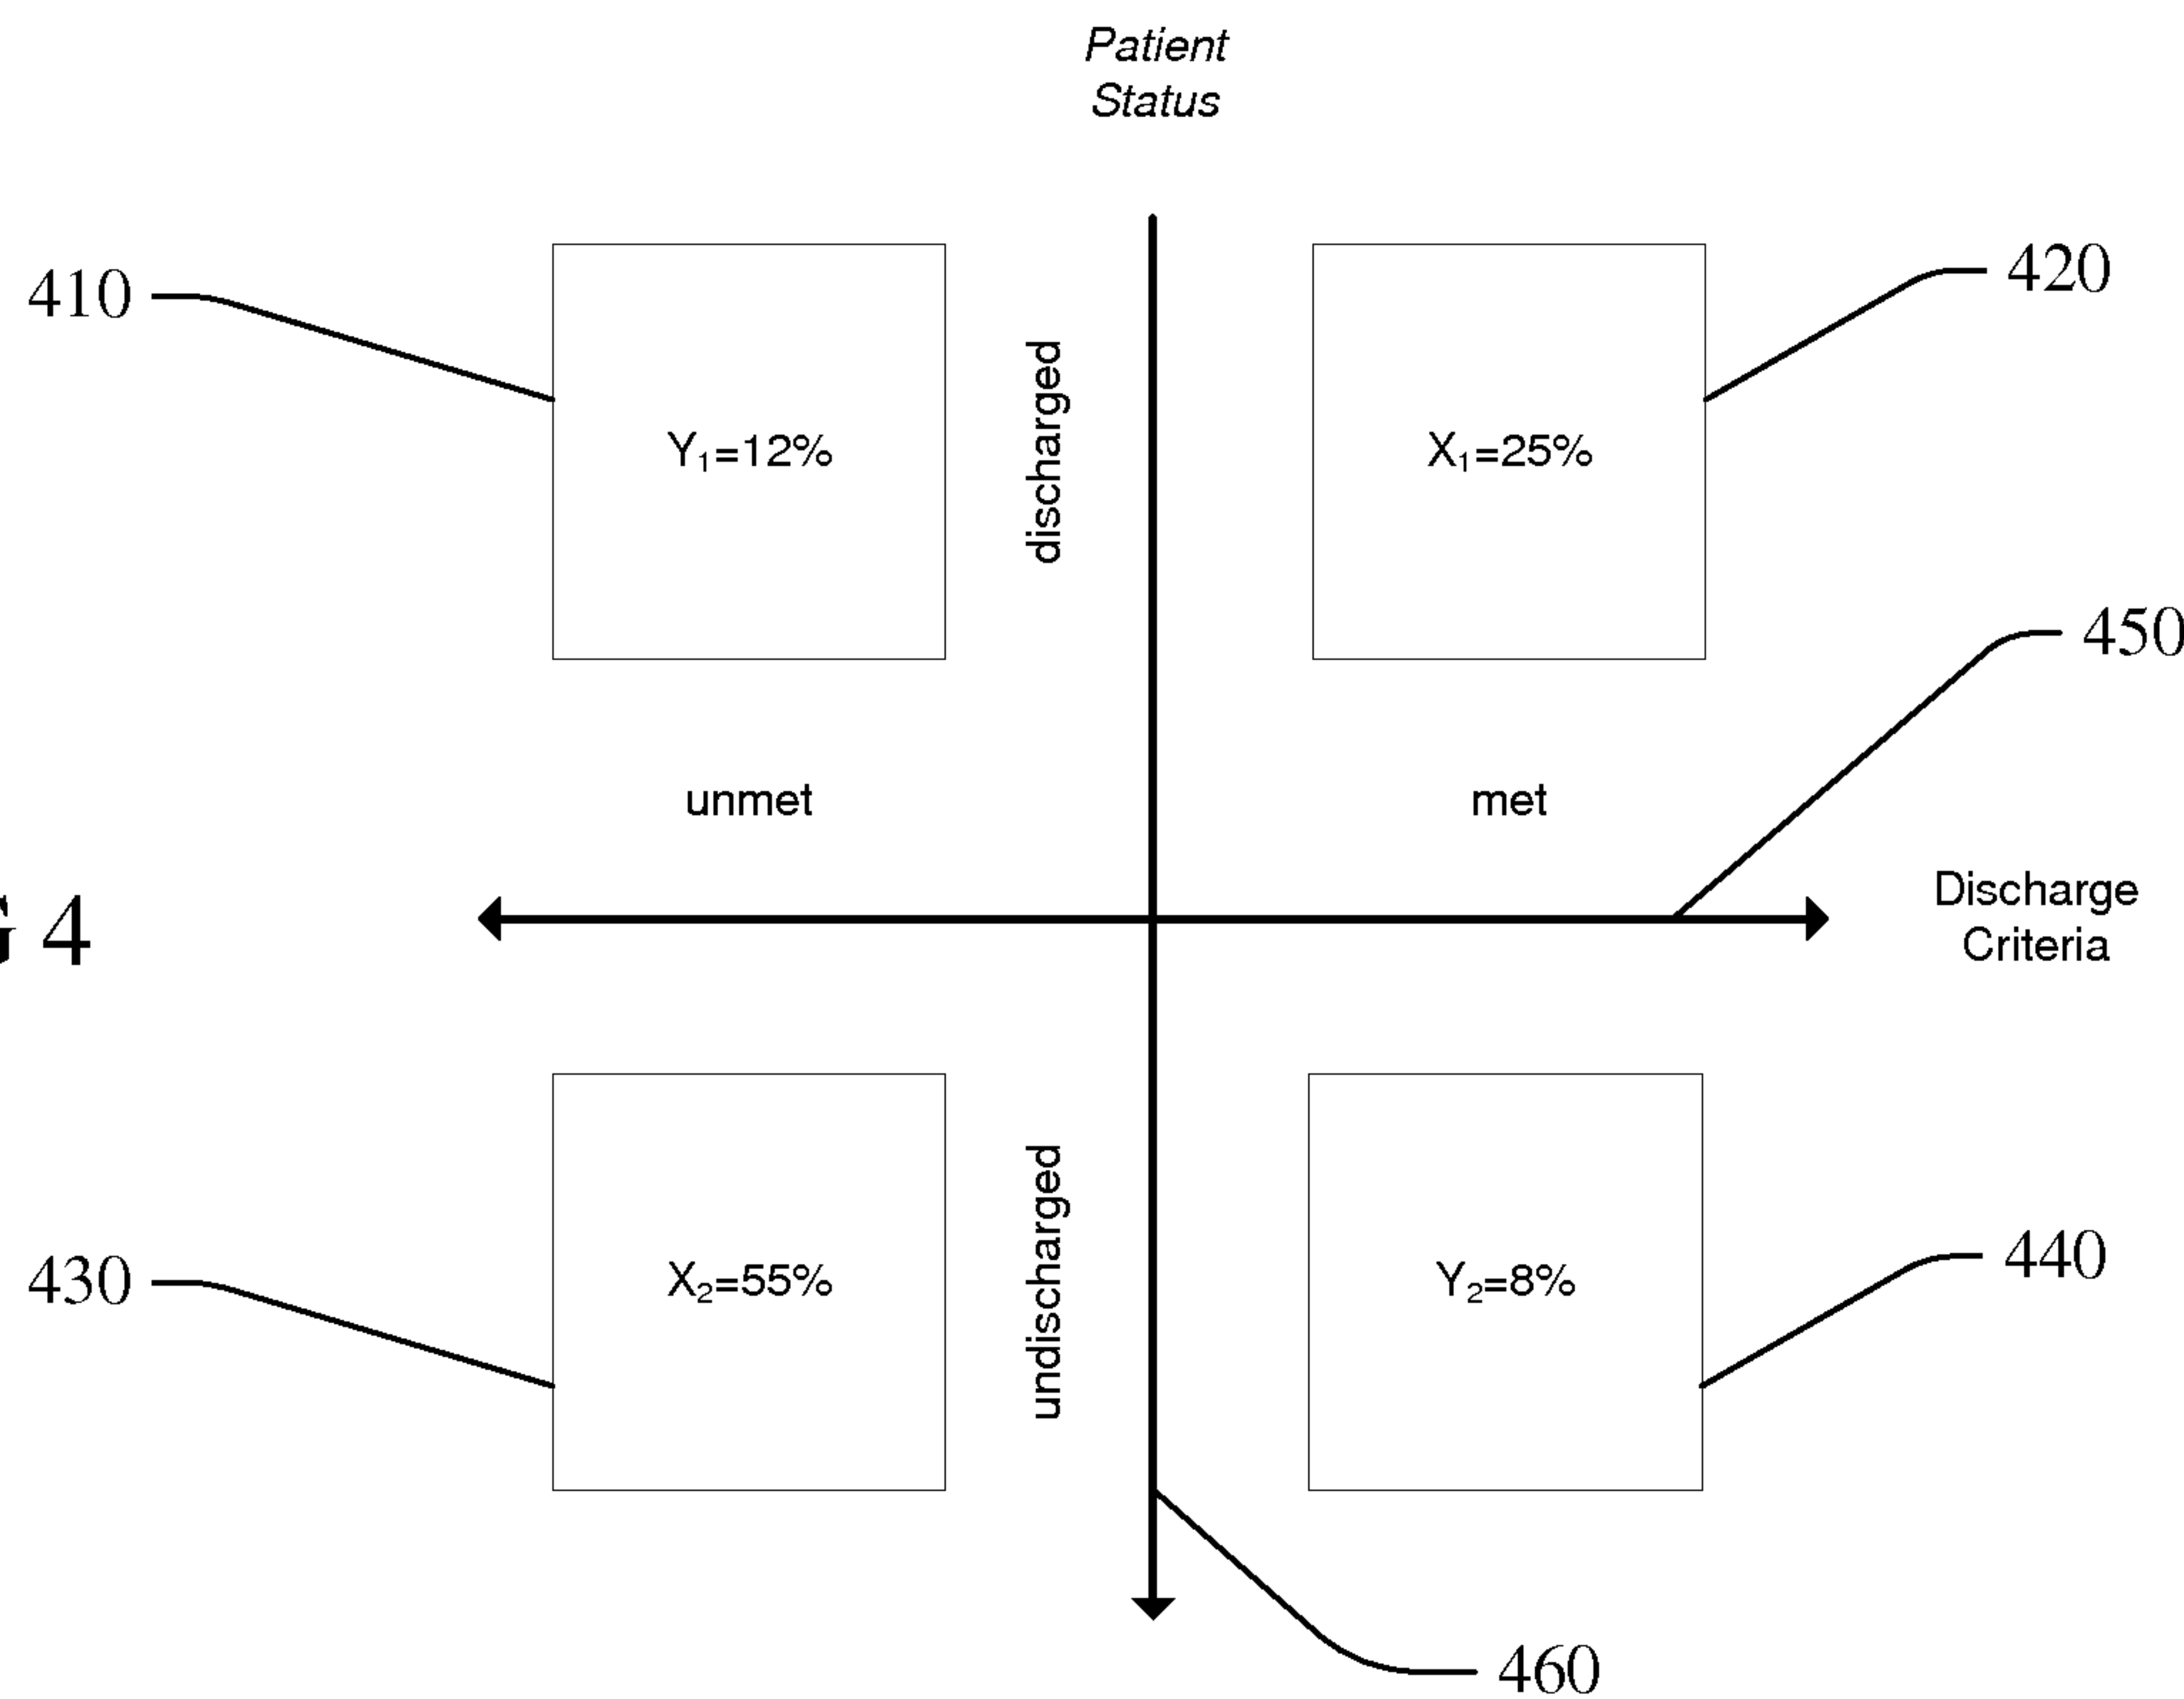 Patient
Status
410
420
discharged
Y₁=12%
X₁=25%
450
unmet
met
Discharge
Criteria
4
undischarged
430
X₂=55%
Y₂=8%
440
460